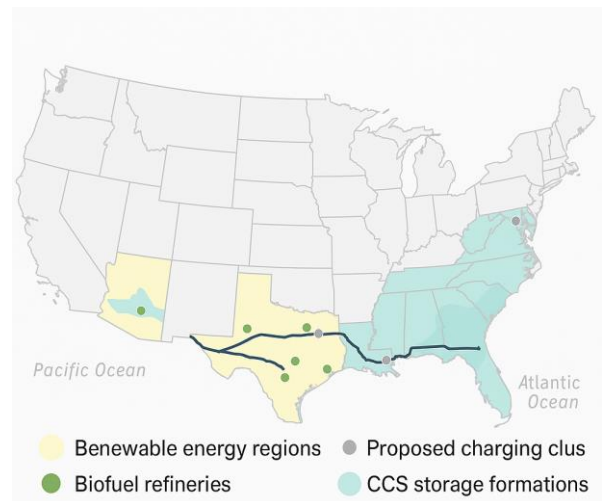 Pacific Ocean
Atlantic
Ocean
Benewable energy regions
Proposed charging clus
Biofuel refineries
CCS storage formations